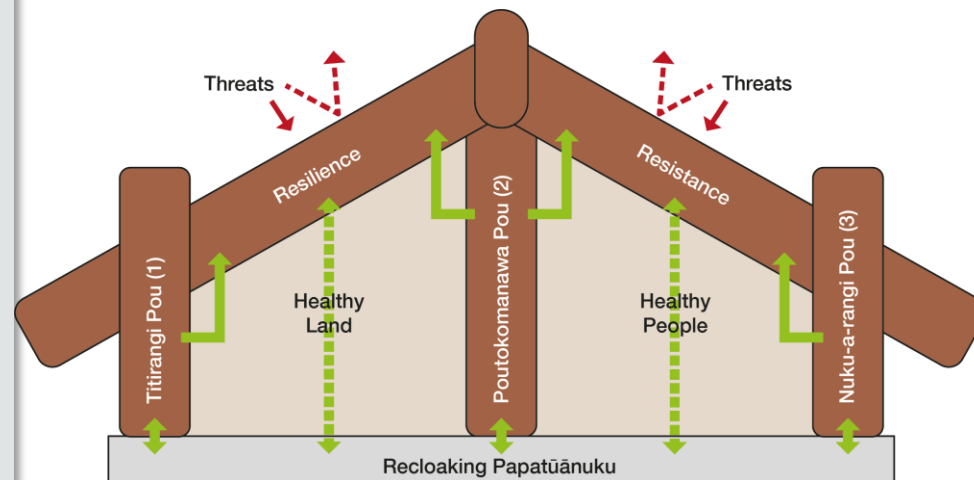 Threats
Threats
Resilience
Resistance
Titirangi Pou (1)
Poutokomanawa Pou (2)
Nuku-a-rangi Pou (3)
Healthy
Land
Healthy
People
Recloaking Papatūānuku